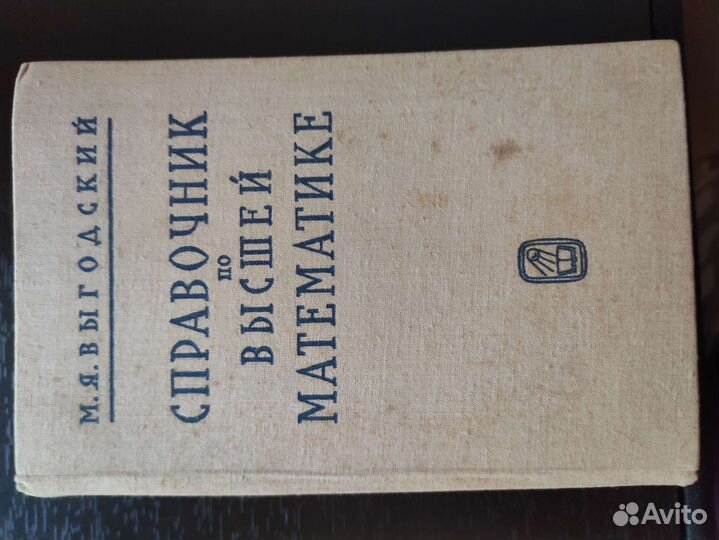 М.Я.ВЫГОДСКИЙ
СПРАВОЧНИК
ПО
ВЫСШЕЙ
МАТЕМАТИКЕ
Avito